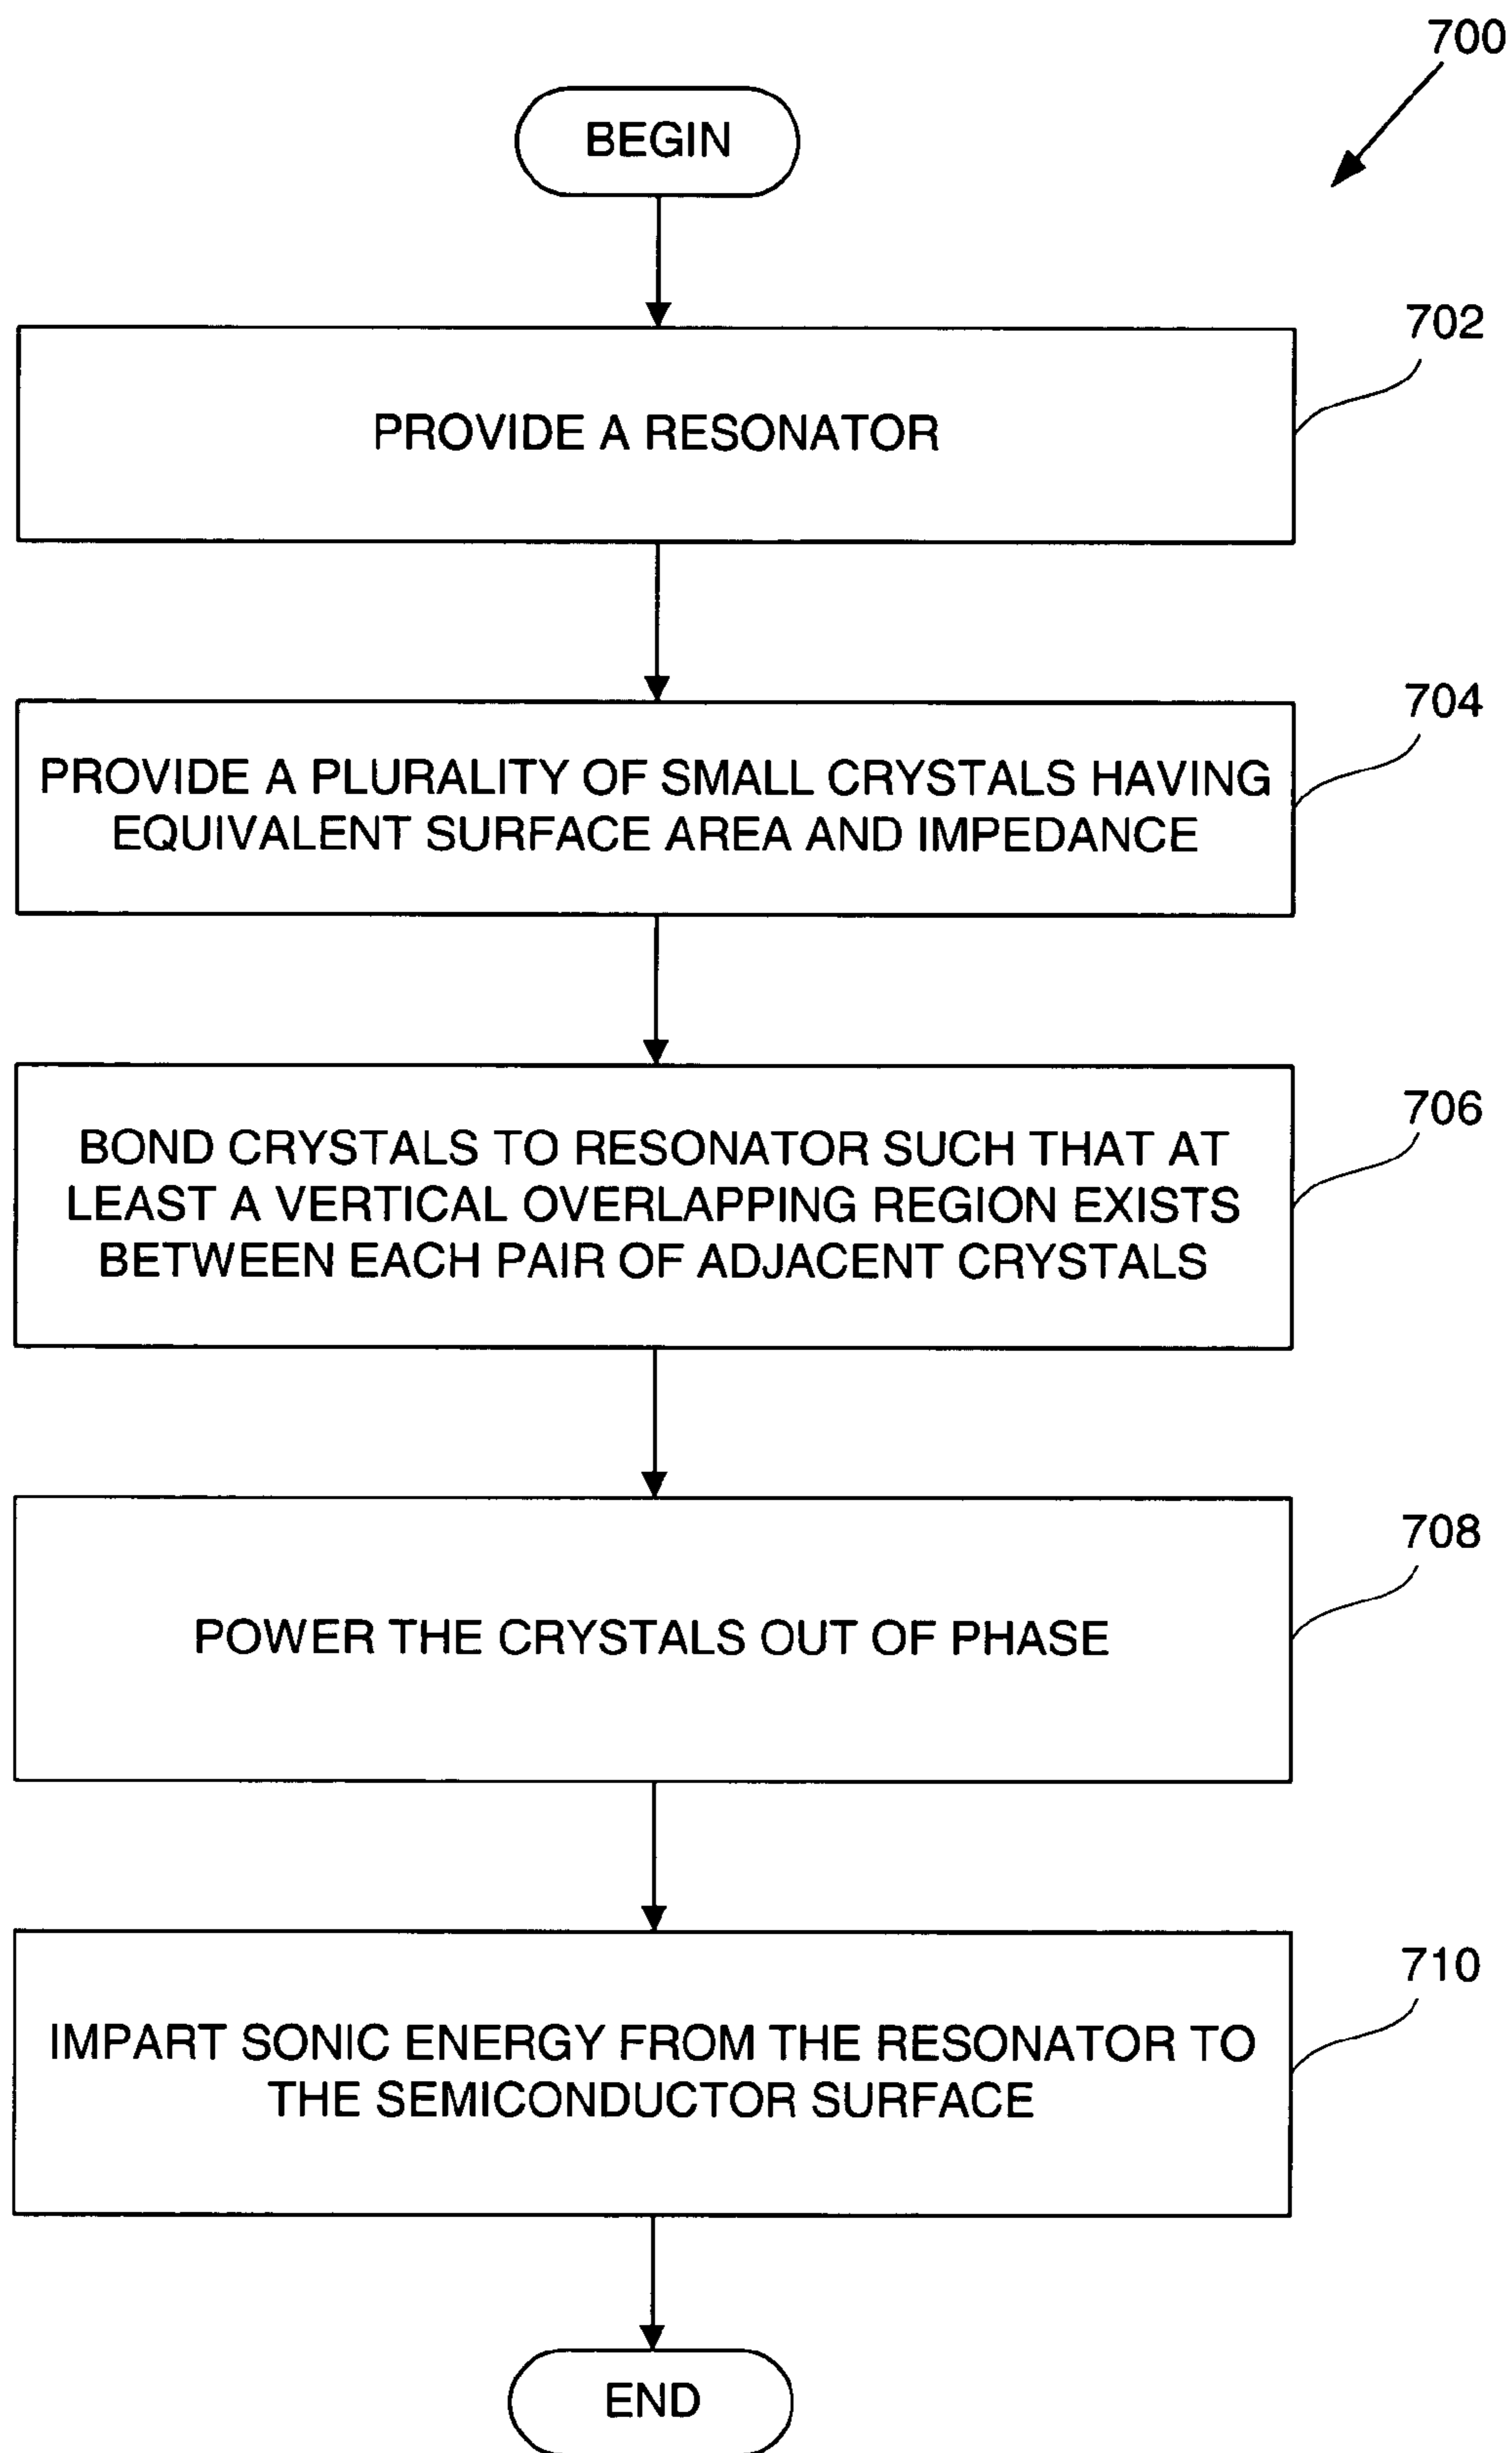 700
BEGIN
702
PROVIDE A RESONATOR
704
PROVIDE A PLURALITY OF SMALL CRYSTALS HAVING
EQUIVALENT SURFACE AREA AND IMPEDANCE
706
BOND CRYSTALS TO RESONATOR SUCH THAT AT
LEAST A VERTICAL OVERLAPPING REGION EXISTS
BETWEEN EACH PAIR OF ADJACENT CRYSTALS
708
POWER THE CRYSTALS OUT OF PHASE
710
IMPART SONIC ENERGY FROM THE RESONATOR TO
THE SEMICONDUCTOR SURFACE
END